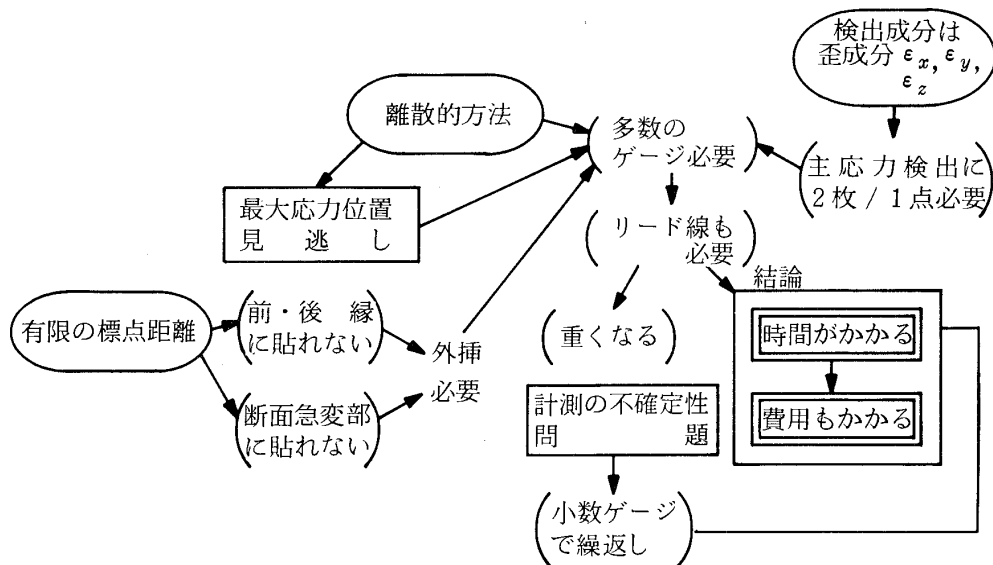 検出成分は
歪成分 εx, εy,
εz
離散的方法
多数の
ゲージ必要
主応力検出に
2枚 / 1点必要
最大応力位置
見逃し
リード線も
必要
結論
有限の標点距離
前・後縁
に貼れない
外挿
必要
重くなる
時間がかかる
断面急変部
に貼れない
計測の不確定性
問題
費用もかかる
小数ゲージ
で繰返し